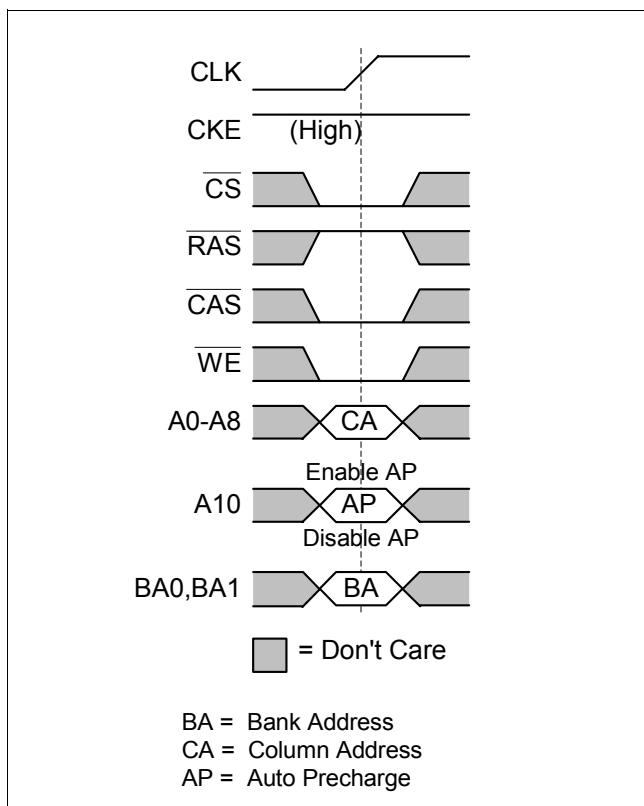 CLK
CKE (High)
CS
RAS
CAS
WE
A0-A8 CA
Enable AP
A10 AP
Disable AP
BA0,BA1 BA
= Don't Care
BA = Bank Address
CA = Column Address
AP = Auto Precharge